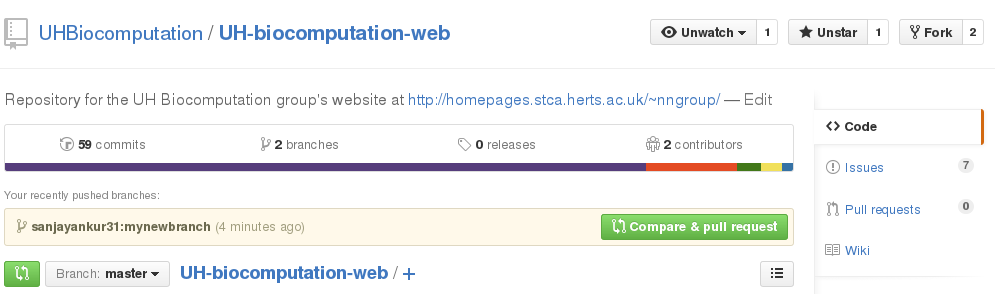 UHBiocomputation / UH-biocomputation-web Unwatch 1 Unstar 1 Fork 2
Repository for the UH Biocomputation group's website at http://homepages.stca.herts.ac.uk/~nngroup/ — Edit
59 commits 2 branches 0 releases 2 contributors
Your recently pushed branches:
sanjayankur31:mynewbranch (4 minutes ago) Compare & pull request
Branch: master UH-biocomputation-web / +
Code
Issues 7
Pull requests 0
Wiki